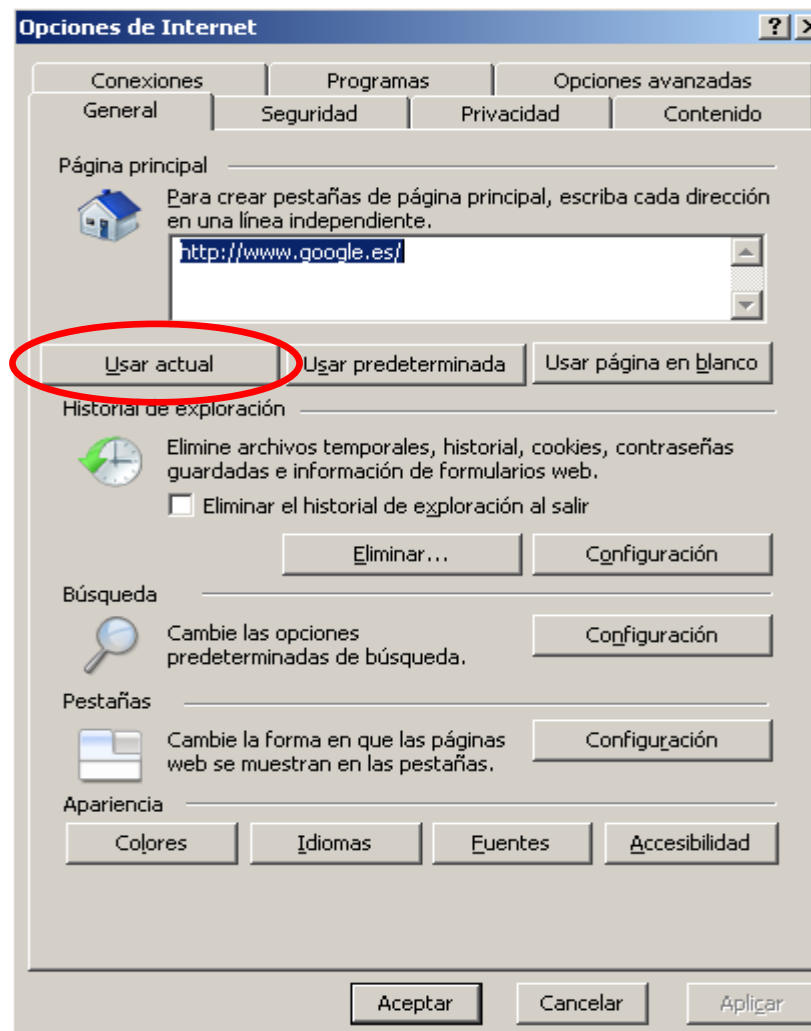 Opciones de Internet
Conexiones Programas Opciones avanzadas
General Seguridad Privacidad Contenido
Página principal
Para crear pestañas de página principal, escriba cada dirección
en una línea independiente.
http://www.google.es/
Usar actual Usar predeterminada Usar página en blanco
Historial de exploración
Elimine archivos temporales, historial, cookies, contraseñas
guardadas e información de formularios web.
Eliminar el historial de exploración al salir
Eliminar... Configuración
Búsqueda
Cambie las opciones
predeterminadas de búsqueda.
Configuración
Pestañas
Cambie la forma en que las páginas
web se muestran en las pestañas.
Configuración
Apariencia
Colores Idiomas Fuentes Accesibilidad
Aceptar Cancelar Aplicar